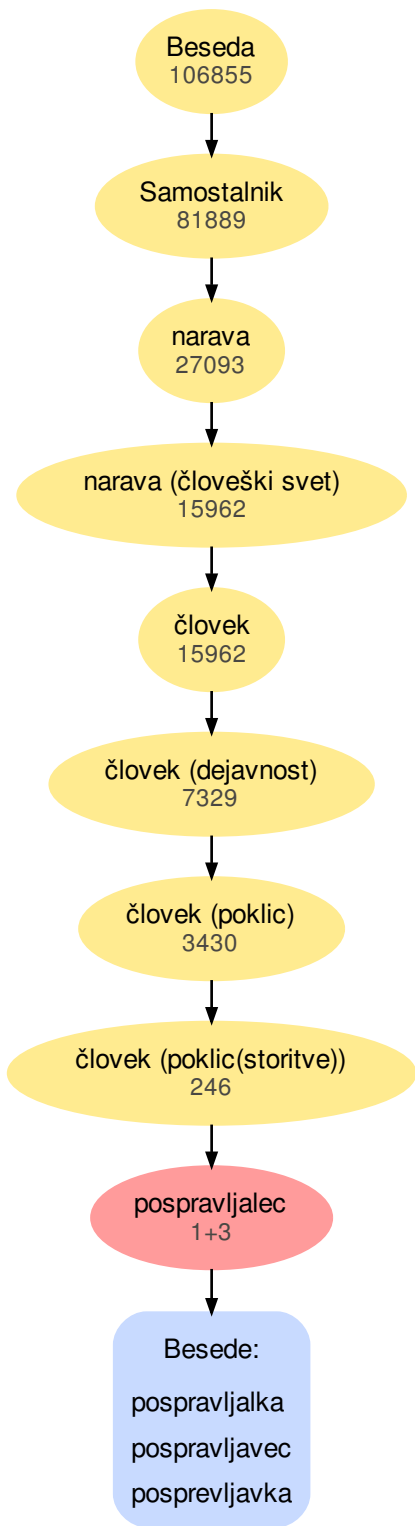 Beseda
106855
Samostalnik
81889
narava
27093
narava (človeški svet)
15962
človek
15962
človek (dejavnost)
7329
človek (poklic)
3430
človek (poklic(storitve))
246
pospravljalec
1+3
Besede:
pospravljalka
pospravljavec
posprevljavka